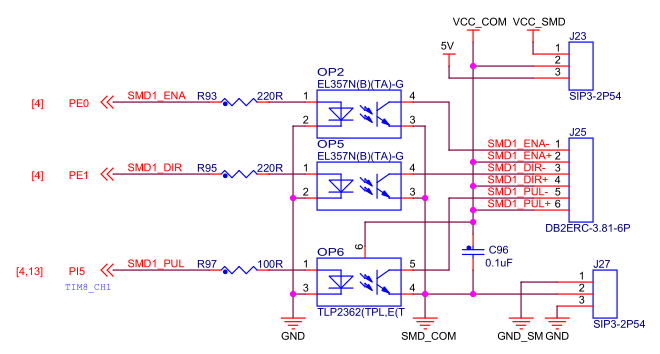 VCC_COM VCC_SMD
J23
5V
1
2
3
SIP3-2P54
OP2
EL357N(B)(TA)-G
[4] PE0 SMD1_ENA R93 220R 1 4
2 3
J25
OP5
EL357N(B)(TA)-G
SMD1_ENA- 1
SMD1_ENA+ 2
SMD1_DIR- 3
SMD1_DIR+ 4
SMD1_PUL- 5
SMD1_PUL+ 6
DB2ERC-3.81-6P
[4] PE1 SMD1_DIR R95 220R 1 4
2 3
OP6
6
C96
0.1uF
[4,13] PI5 SMD1_PUL R97 100R 1 5
TIM8_CH1
3 4
TLP2362(TPL,E(T
J27
1
2
3
SIP3-2P54
GND SMD_COM GND_SM GND